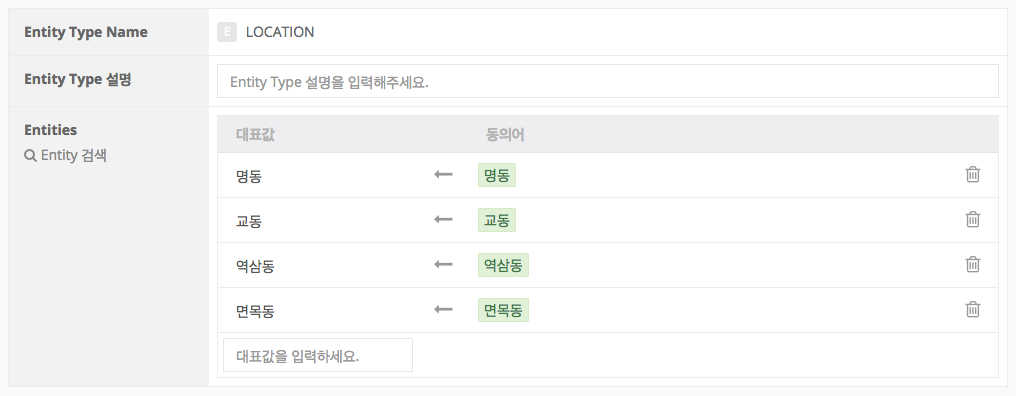 Entity Type Name
E LOCATION
Entity Type 설명
Entity Type 설명을 입력해주세요.
Entities
Entity 검색
대표값 동의어
명동 명동
교동 교동
역삼동 역삼동
면목동 면목동
대표값을 입력하세요.